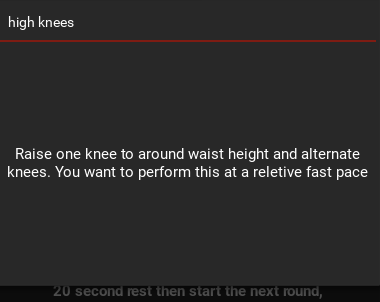 high knees
Raise one knee to around waist height and alternate
knees. You want to perform this at a reletive fast pace
20 second rest then start the next round,